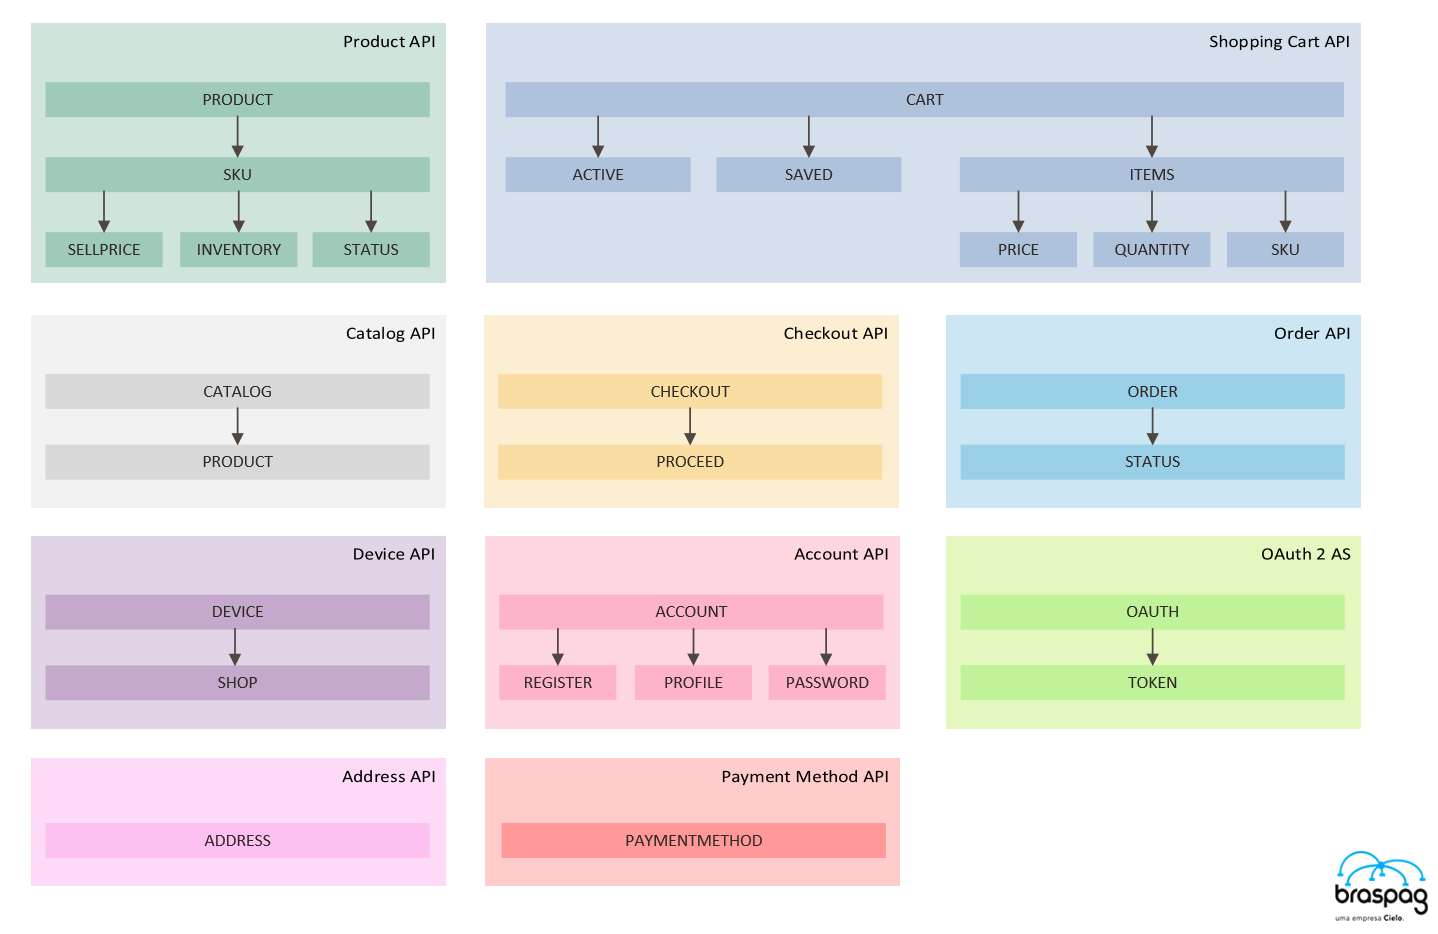 Product API
PRODUCT
SKU
SELLPRICE
INVENTORY
STATUS
Shopping Cart API
CART
ACTIVE
SAVED
ITEMS
PRICE
QUANTITY
SKU
Catalog API
CATALOG
PRODUCT
Checkout API
CHECKOUT
PROCEED
Order API
ORDER
STATUS
Device API
DEVICE
SHOP
Account API
ACCOUNT
REGISTER
PROFILE
PASSWORD
OAuth 2 AS
OAUTH
TOKEN
Address API
ADDRESS
Payment Method API
PAYMENTMETHOD
braspag
uma empresa Cielo.